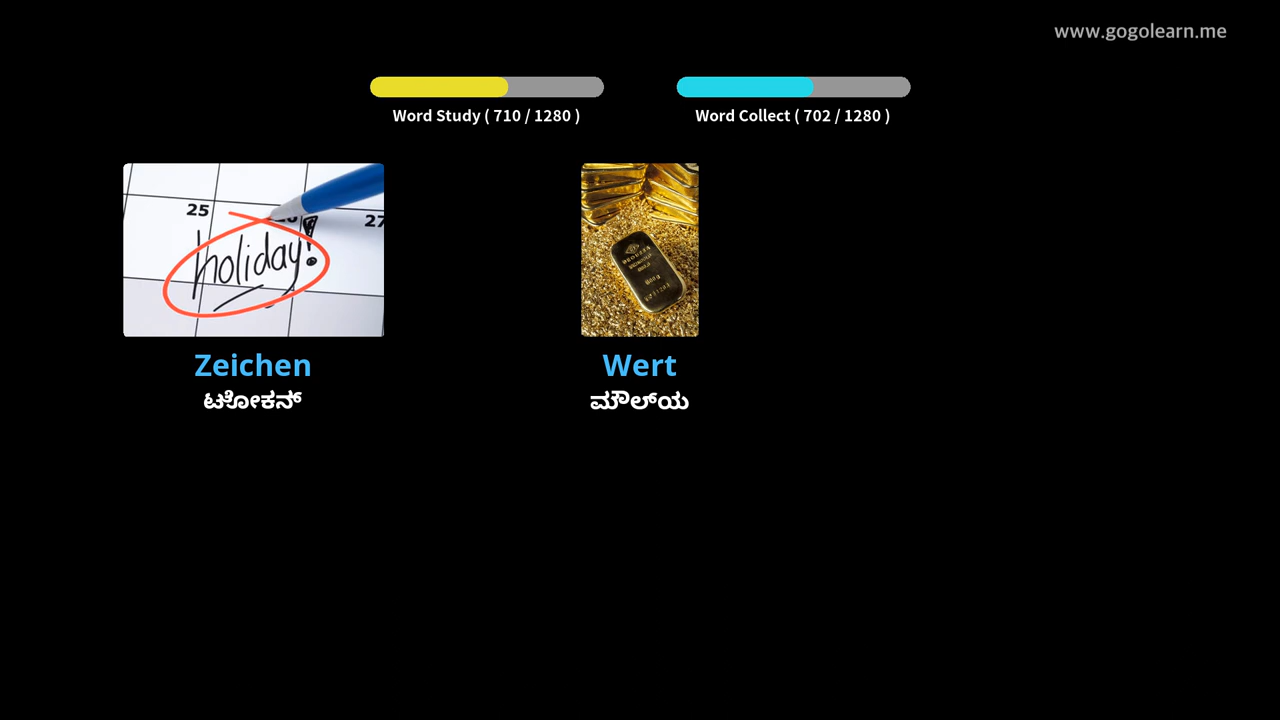 www.gogolearn.me
Word Study ( 710 / 1280 )
Word Collect ( 702 / 1280 )
25
27
holiday!
Zeichen
Wert
ಟೋಕನ್
ಮೌಲ್ಯ